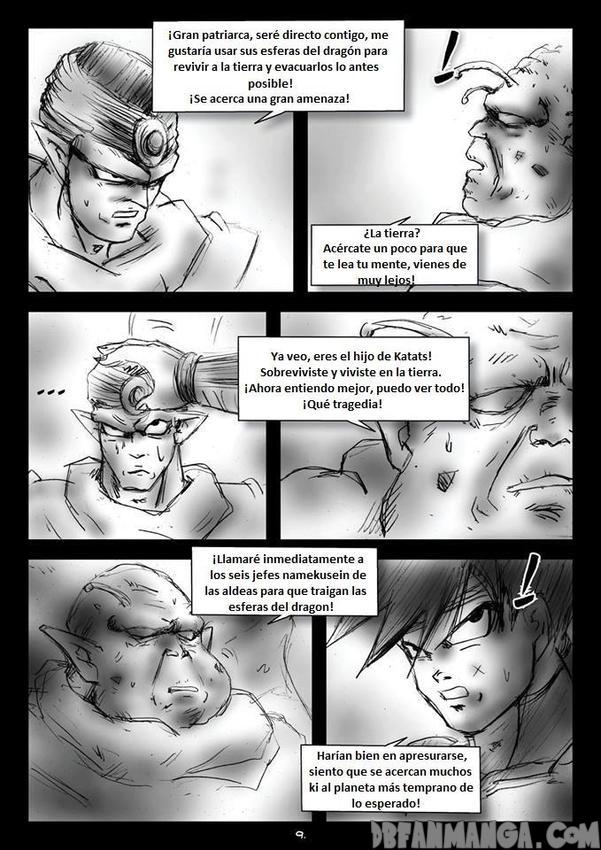 ¡Gran patriarca, seré directo contigo, me
gustaría usar sus esferas del dragón para
revivir a la tierra y evacuarlos lo antes
posible!
¡Se acerca una gran amenaza!
!
¿La tierra?
Acércate un poco para que
te lea tu mente, vienes de
muy lejos!
...
Ya veo, eres el hijo de Katats!
Sobreviviste y viviste en la tierra.
¡Ahora entiendo mejor, puedo ver todo!
¡Qué tragedia!
¡Llamaré inmediatamente a
los seis jefes namekusein de
las aldeas para que traigan las
esferas del dragon!
!
Harían bien en apresurarse,
siento que se acercan muchos
ki al planeta más temprano de
lo esperado!
9.
DBFANMANGA.COM